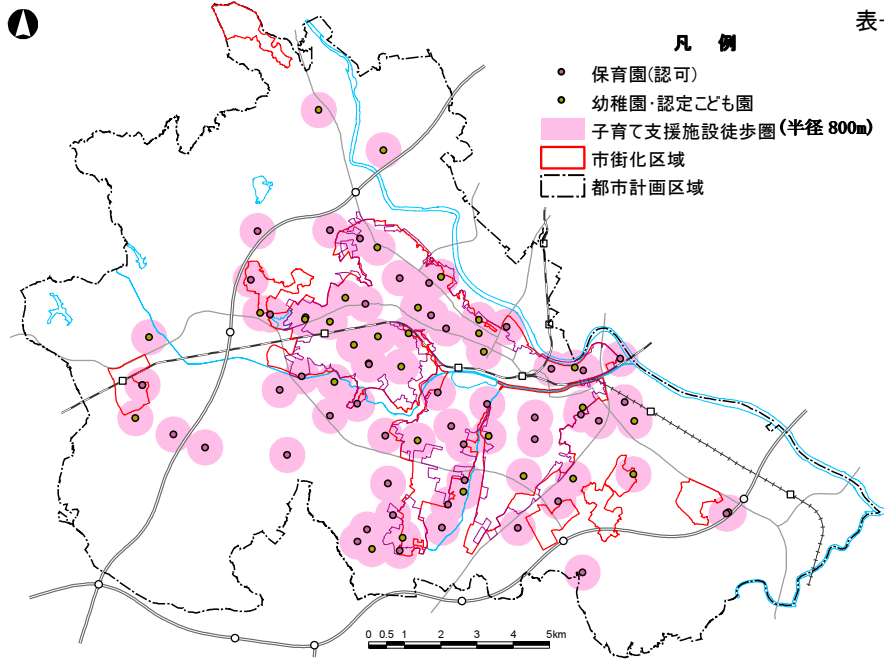 表-
凡 例
保育園(認可)
幼稚園・認定こども園
子育て支援施設徒歩圏(半径 800m)
市街化区域
都市計画区域
0 0.5 1 2 3 4 5km